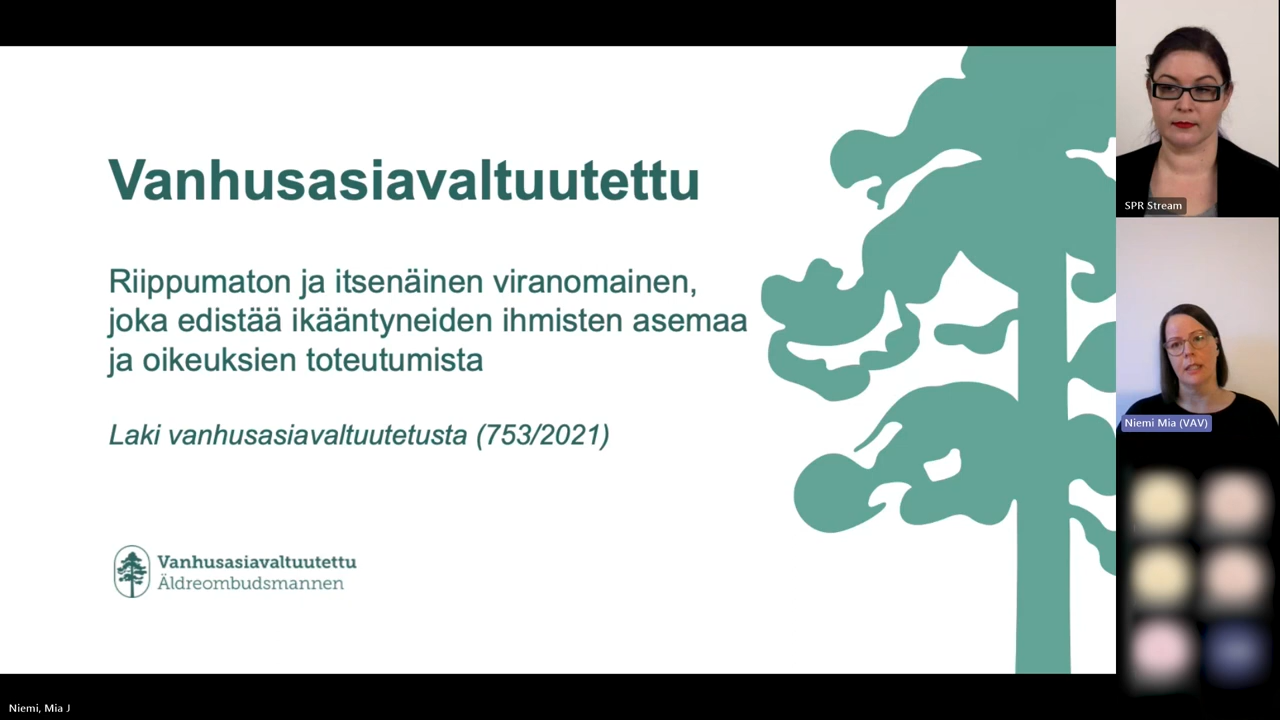 Vanhusasiavaltuutettu
Riippumaton ja itsenäinen viranomainen,
joka edistää ikääntyneiden ihmisten asemaa
ja oikeuksien toteutumista
Laki vanhusasiavaltuutetusta (753/2021)
Vanhusasiavaltuutettu
Äldreombudsmannen
SPR Stream
Niemi Mia (VAV)
Niemi, Mia J